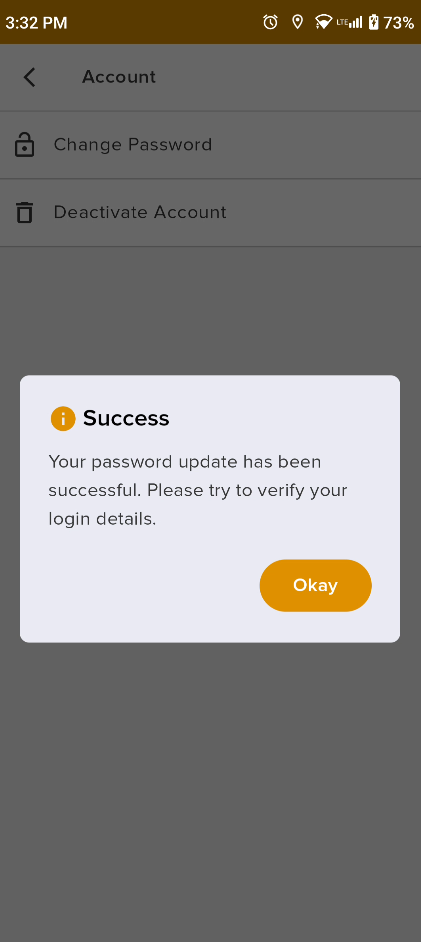 3:32 PM LTE 73%
Account
Change Password
Deactivate Account
Success
Your password update has been
successful. Please try to verify your
login details.
Okay